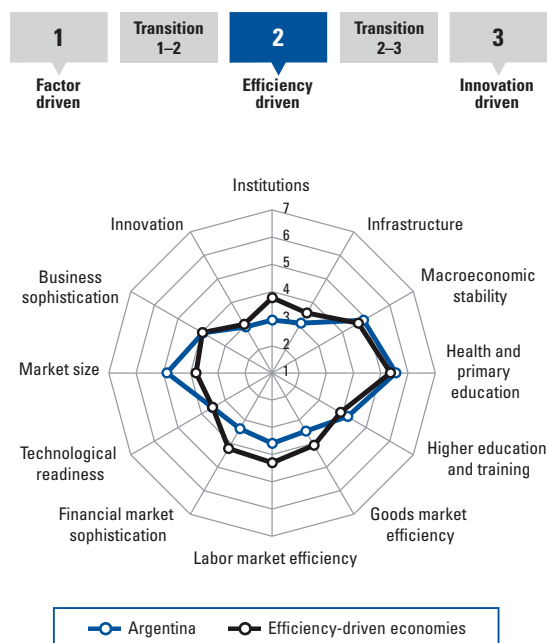 1
Transition
1–2
2
Transition
2–3
3
Factor
driven
Efficiency
driven
Innovation
driven
Institutions
7
Innovation
6
Infrastructure
5
Business
sophistication
4
Macroeconomic
stability
3
2
Market size
1
Health and
primary
education
Technological
readiness
Higher education
and training
Financial market
sophistication
Goods market
efficiency
Labor market efficiency
Argentina
Efficiency-driven economies